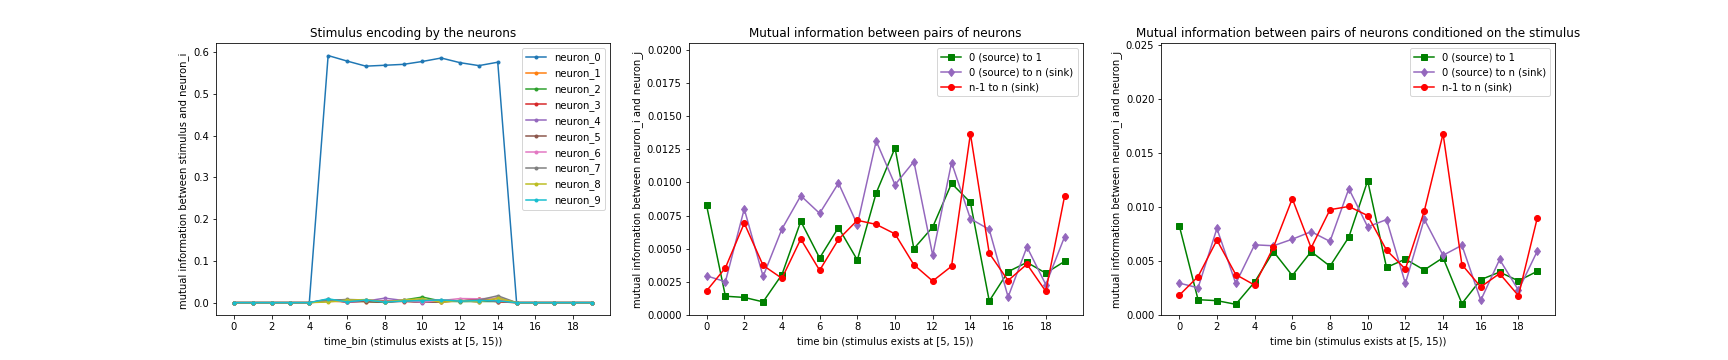 Stimulus encoding by the neurons
mutual information between stimulus and neuron_i
0.6
0.5
0.4
0.3
0.2
0.1
0.0
neuron_0
neuron_1
neuron_2
neuron_3
neuron_4
neuron_5
neuron_6
neuron_7
neuron_8
neuron_9
0 2 4 6 8 10 12 14 16 18
time_bin (stimulus exists at [5, 15))
Mutual information between pairs of neurons
mutual information between neuron_i and neuron_j
0.0200
0.0175
0.0150
0.0125
0.0100
0.0075
0.0050
0.0025
0.0000
0 (source) to 1
0 (source) to n (sink)
n-1 to n (sink)
0 2 4 6 8 10 12 14 16 18
time bin (stimulus exists at [5, 15))
Mutual information between pairs of neurons conditioned on the stimulus
mutual information between neuron_i and neuron_j
0.025
0.020
0.015
0.010
0.005
0.000
0 (source) to 1
0 (source) to n (sink)
n-1 to n (sink)
0 2 4 6 8 10 12 14 16 18
time bin (stimulus exists at [5, 15))